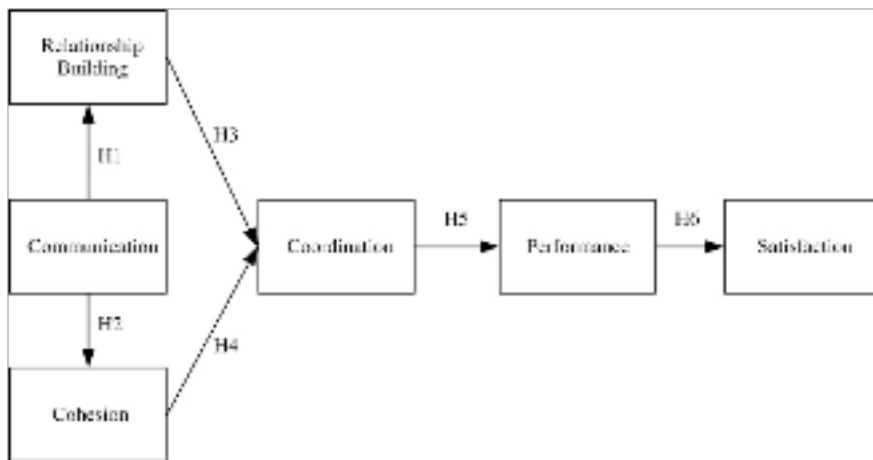 Relationship
Building
H1
H3
Communication
Coordination
H5
Performance
H6
Satisfaction
H2
H4
Cohesion